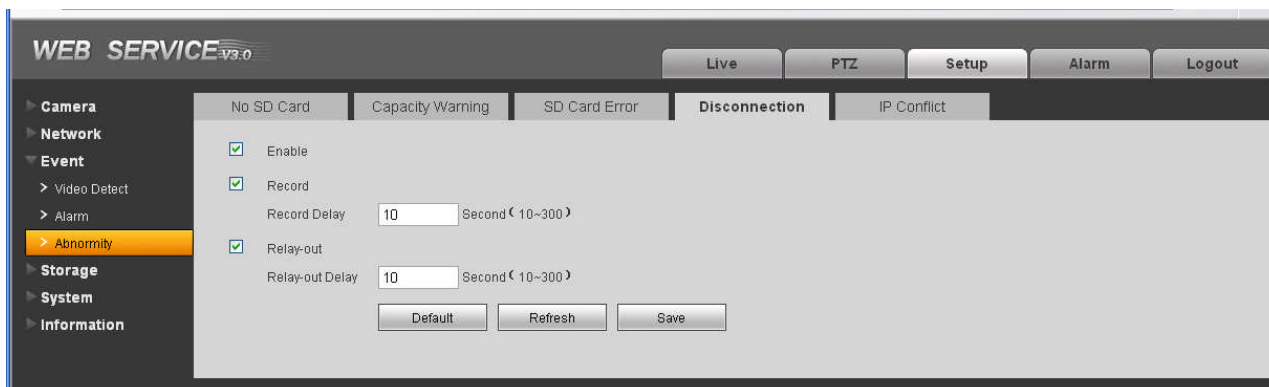 WEB SERVICE V3.0
Live PTZ Setup Alarm Logout
Camera
Network
Event
> Video Detect
> Alarm
> Abnormity
Storage
System
Information
No SD Card Capacity Warning SD Card Error Disconnection IP Conflict
Enable
Record
Record Delay 10 Second(10~300)
Relay-out
Relay-out Delay 10 Second(10~300)
Default Refresh Save